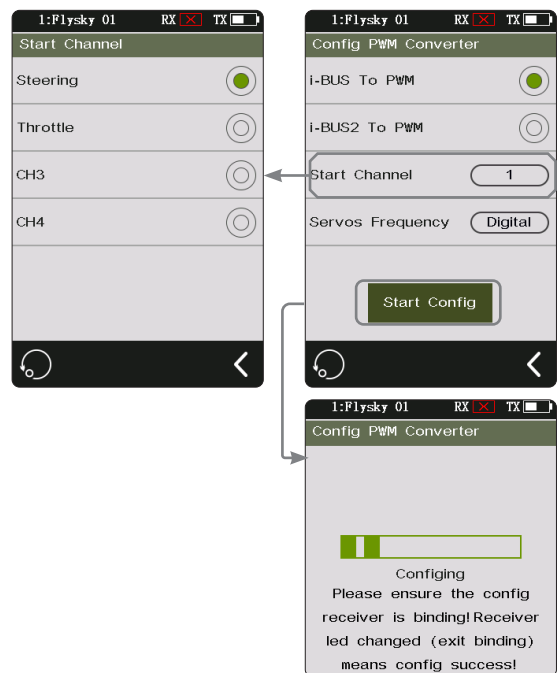 1:Flysky 01 RX TX
Start Channel
Steering
Throttle
CH3
CH4
1:Flysky 01 RX TX
Config PWM Converter
i-BUS To PWM
i-BUS2 To PWM
Start Channel 1
Servos Frequency Digital
Start Config
1:Flysky 01 RX TX
Config PWM Converter
Configing
Please ensure the config
receiver is binding!Receiver
led changed (exit binding)
means config success!